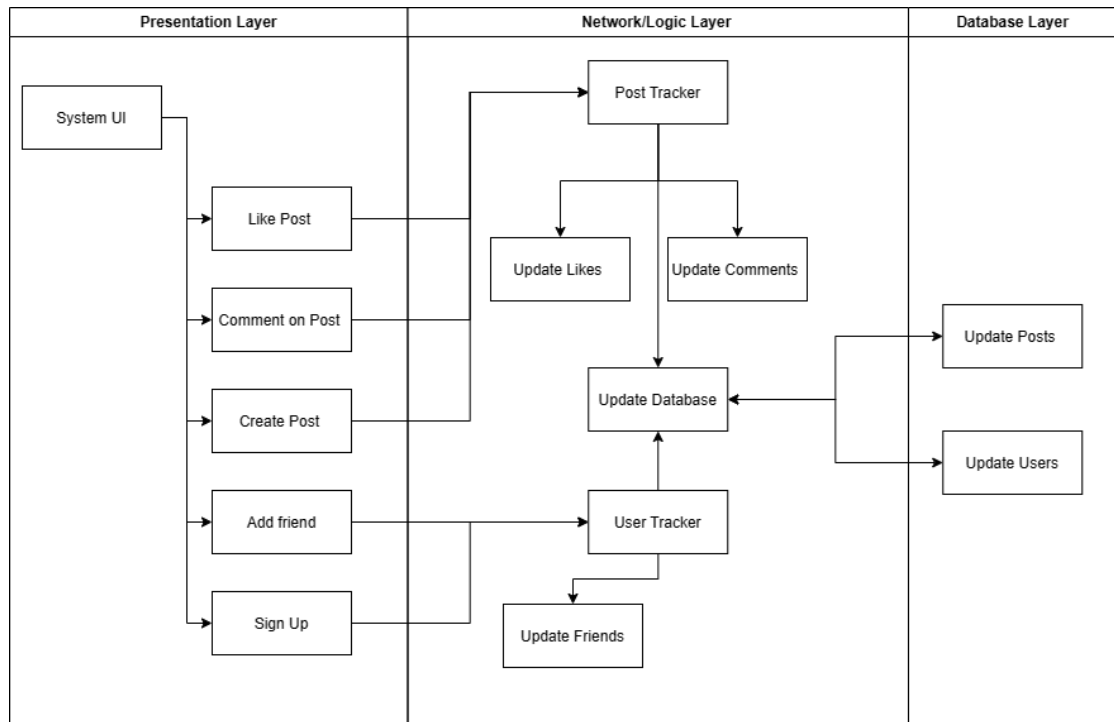 Presentation Layer
Network/Logic Layer
Database Layer
System UI
Post Tracker
Like Post
Update Likes
Update Comments
Comment on Post
Update Posts
Create Post
Update Database
Update Users
Add friend
User Tracker
Sign Up
Update Friends